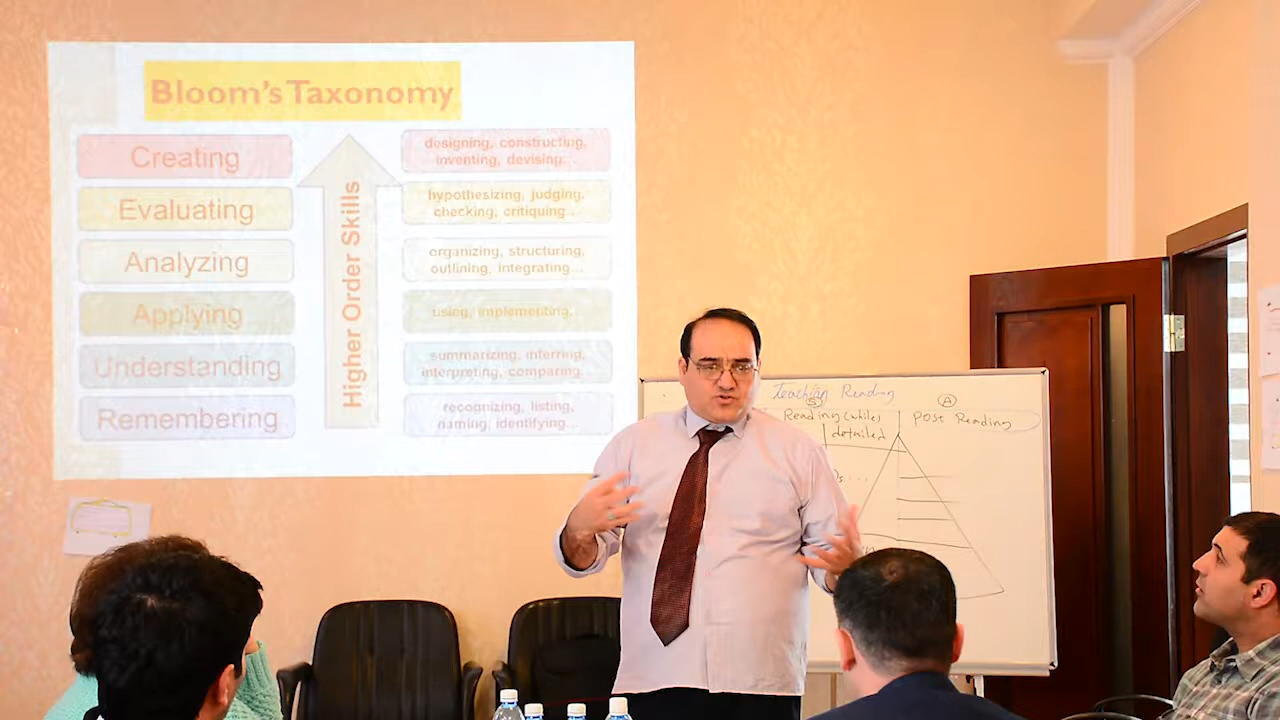 Bloom's Taxonomy
Creating
designing, constructing,
inventing, devising...
Evaluating
hypothesizing, judging,
checking, critiquing...
Analyzing
organizing, structuring,
outlining, integrating...
Applying
using, implementing...
Understanding
summarizing, inferring,
interpreting, comparing...
Remembering
recognizing, listing,
naming, identifying...
Higher Order Skills
Teaching Reading
S
A
Reading (while)
Post Reading
detailed